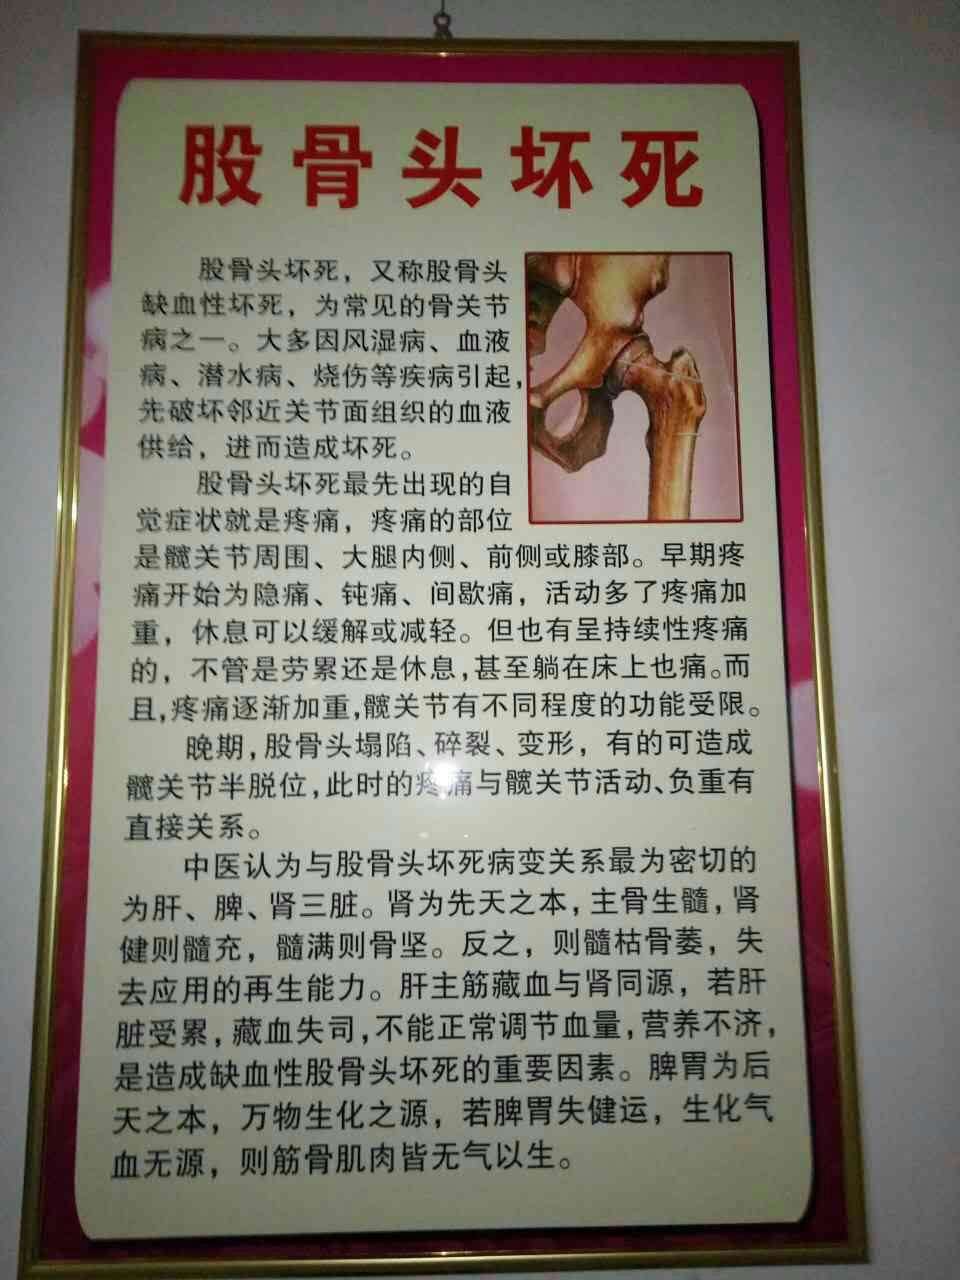 股骨头坏死
股骨头坏死，又称股骨头
缺血性坏死，为常见的骨关节
病之一。大多因风湿病、血液
病、潜水病、烧伤等疾病引起，
先破坏邻近关节面组织的血液
供给，进而造成坏死。
股骨头坏死最先出现的自
觉症状就是疼痛，疼痛的部位
是髋关节周围、大腿内侧、前侧或膝部。早期疼
痛开始为隐痛、钝痛、间歇痛，活动多了疼痛加
重，休息可以缓解或减轻。但也有呈持续性疼痛
的，不管是劳累还是休息，甚至躺在床上也痛。而
且，疼痛逐渐加重，髋关节有不同程度的功能受限。
晚期，股骨头塌陷、碎裂、变形，有的可造成
髋关节半脱位，此时的疼痛与髋关节活动、负重有
直接关系。
中医认为与股骨头坏死病变关系最为密切的
为肝、脾、肾三脏。肾为先天之本，主骨生髓，肾
健则髓充，髓满则骨坚。反之，则髓枯骨萎，失
去应用的再生能力。肝主筋藏血与肾同源，若肝
脏受累，藏血失司，不能正常调节血量，营养不济，
是造成缺血性股骨头坏死的重要因素。脾胃为后
天之本，万物生化之源，若脾胃失健运，生化气
血无源，则筋骨肌肉皆无气以生。